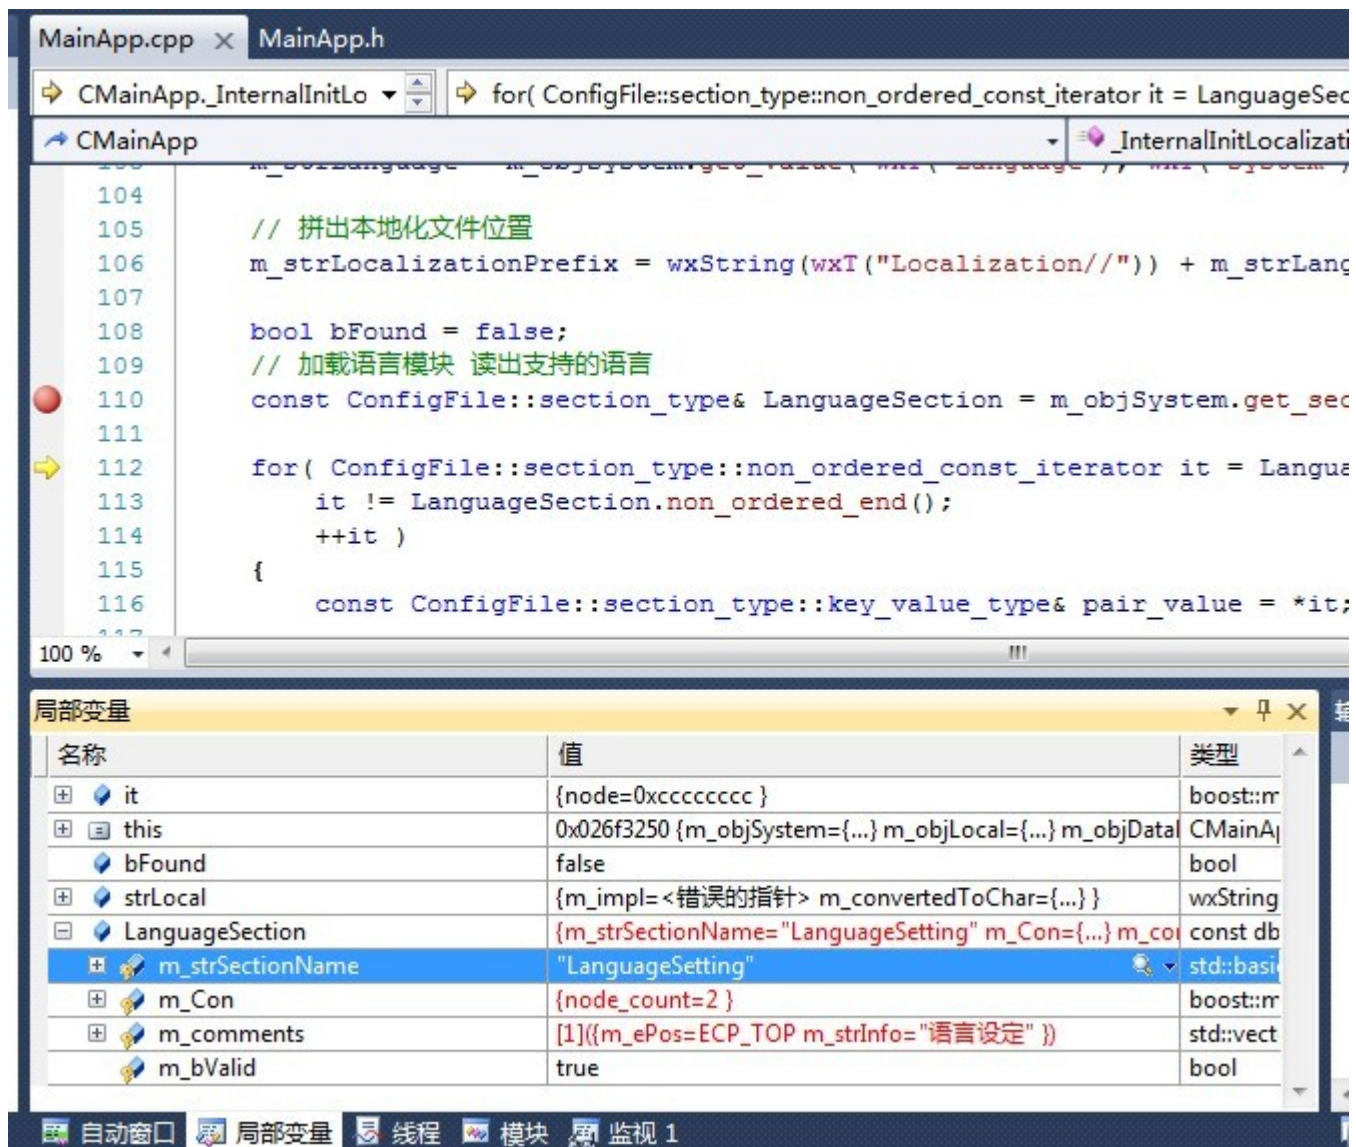 MainApp.cpp MainApp.h
CMainApp._InternalInitLo for( ConfigFile::section_type::non_ordered_const_iterator it = LanguageSec
CMainApp _InternalInitLocalizati
104
105 // 拼出本地化文件位置
106 m_strLocalizationPrefix = wxString(wxT("Localization//")) + m_strLang
107
108 bool bFound = false;
109 // 加载语言模块 读出支持的语言
110 const ConfigFile::section_type& LanguageSection = m_objSystem.get_sec
111
112 for( ConfigFile::section_type::non_ordered_const_iterator it = Langua
113 it != LanguageSection.non_ordered_end();
114 ++it )
115 {
116 const ConfigFile::section_type::key_value_type& pair_value = *it;
100 %
局部变量
名称 值 类型
it {node=0xcccccccc } boost::m
this 0x026f3250 {m_objSystem={...} m_objLocal={...} m_objDatal CMainA
bFound false bool
strLocal {m_impl=<错误的指针> m_convertedToChar={...} } wxString
LanguageSection {m_strSectionName="LanguageSetting" m_Con={...} m_co const db
m_strSectionName "LanguageSetting" std::basi
m_Con {node_count=2 } boost::m
m_comments [1]({m_ePos=ECP_TOP m_strInfo="语言设定" }) std::vect
m_bValid true bool
自动窗口 局部变量 线程 模块 监视 1